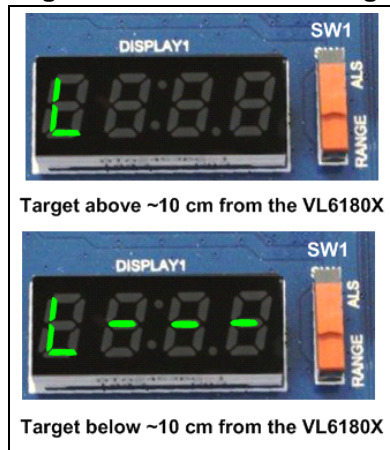 SW1
DISPLAY1
ALS
RANGE
L
Target above ~10 cm from the VL6180X
SW1
DISPLAY1
ALS
RANGE
L - - -
Target below ~10 cm from the VL6180X